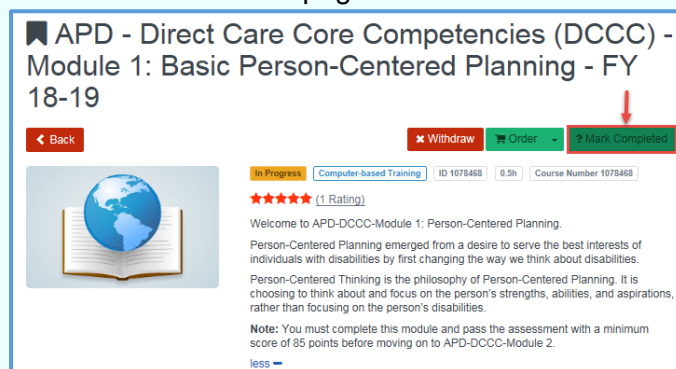 APD - Direct Care Core Competencies (DCCC) -
Module 1: Basic Person-Centered Planning - FY
18-19
Back
Withdraw
Order
? Mark Completed
In Progress
Computer-based Training
ID 1078468
0.5h
Course Number 1078468
(1 Rating)
Welcome to APD-DCCC-Module 1: Person-Centered Planning.
Person-Centered Planning emerged from a desire to serve the best interests of
individuals with disabilities by first changing the way we think about disabilities.
Person-Centered Thinking is the philosophy of Person-Centered Planning. It is
choosing to think about and focus on the person's strengths, abilities, and aspirations,
rather than focusing on the person's disabilities.
Note: You must complete this module and pass the assessment with a minimum
score of 85 points before moving on to APD-DCCC-Module 2.
less